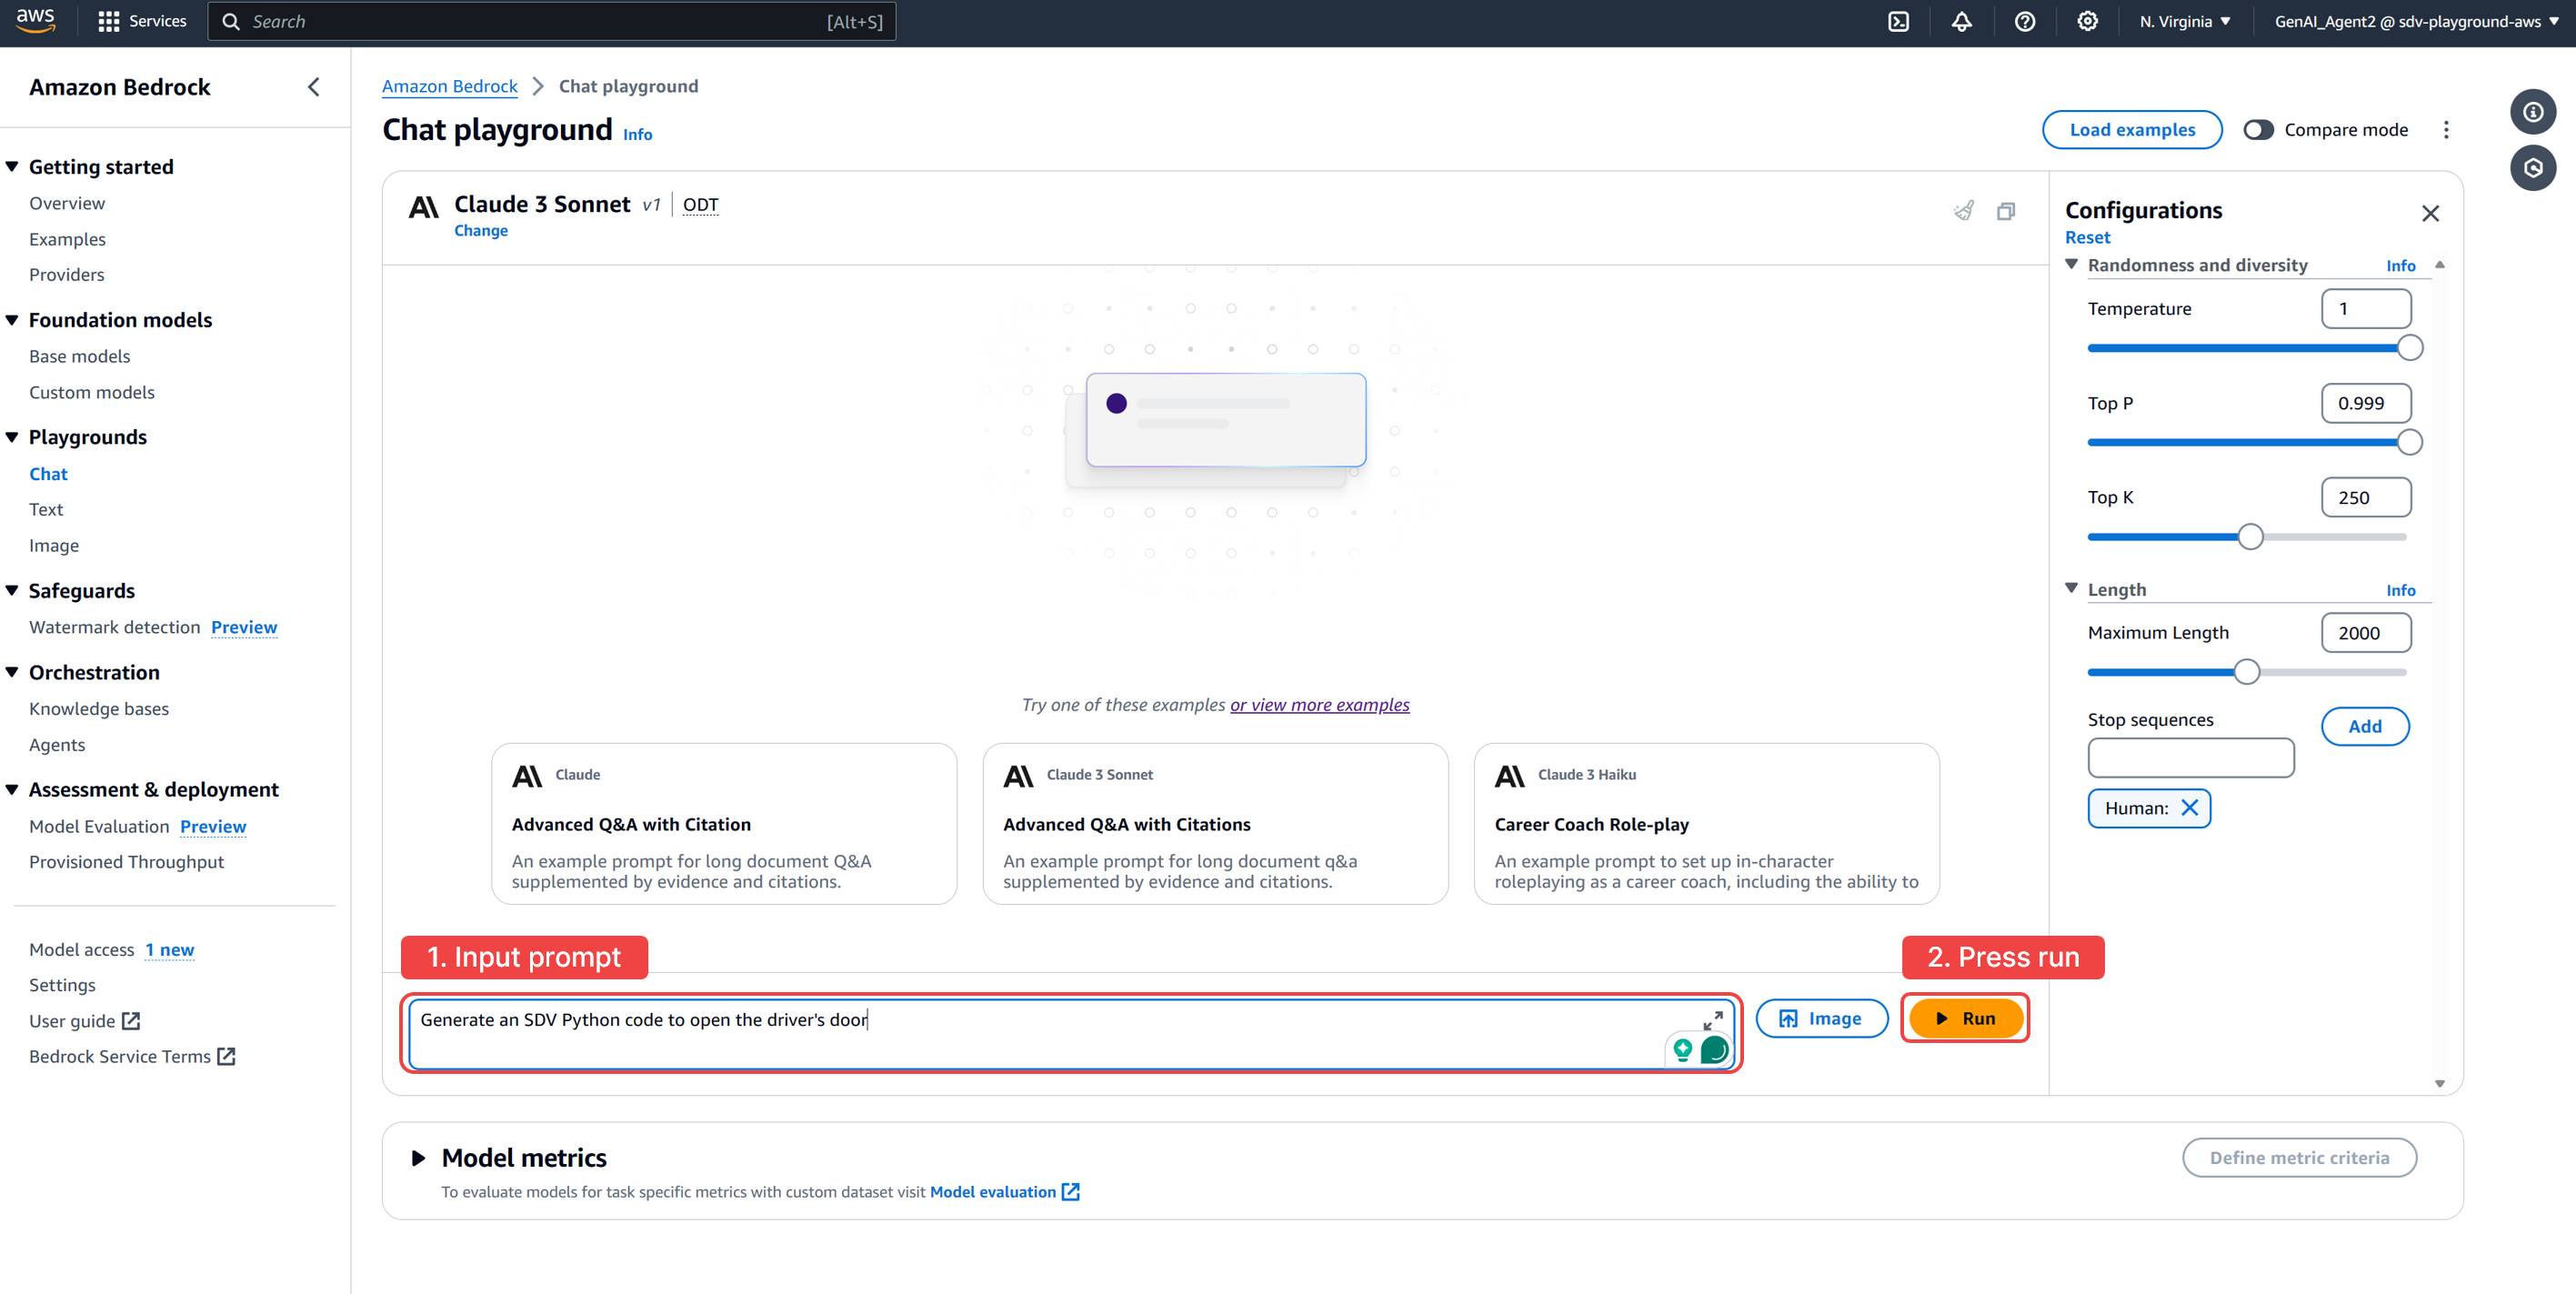 aws
Services
Search
[Alt+S]
N. Virginia
GenAI_Agent2 @ sdv-playground-aws
Amazon Bedrock
Getting started
Overview
Examples
Providers
Foundation models
Base models
Custom models
Playgrounds
Chat
Text
Image
Safeguards
Watermark detection Preview
Orchestration
Knowledge bases
Agents
Assessment & deployment
Model Evaluation Preview
Provisioned Throughput
Model access 1 new
Settings
User guide
Bedrock Service Terms
Amazon Bedrock > Chat playground
Chat playground Info
Load examples
Compare mode
Claude 3 Sonnet v1 | ODT
Change
Try one of these examples or view more examples
Claude
Advanced Q&A with Citation
An example prompt for long document Q&A
supplemented by evidence and citations.
Claude 3 Sonnet
Advanced Q&A with Citations
An example prompt for long document q&a
supplemented by evidence and citations.
Claude 3 Haiku
Career Coach Role-play
An example prompt to set up in-character
roleplaying as a career coach, including the ability to
1. Input prompt
2. Press run
Generate an SDV Python code to open the driver's door
Image
Run
Configurations
Reset
Randomness and diversity Info
Temperature 1
Top P 0.999
Top K 250
Length Info
Maximum Length 2000
Stop sequences
Add
Human:
Model metrics
To evaluate models for task specific metrics with custom dataset visit Model evaluation
Define metric criteria